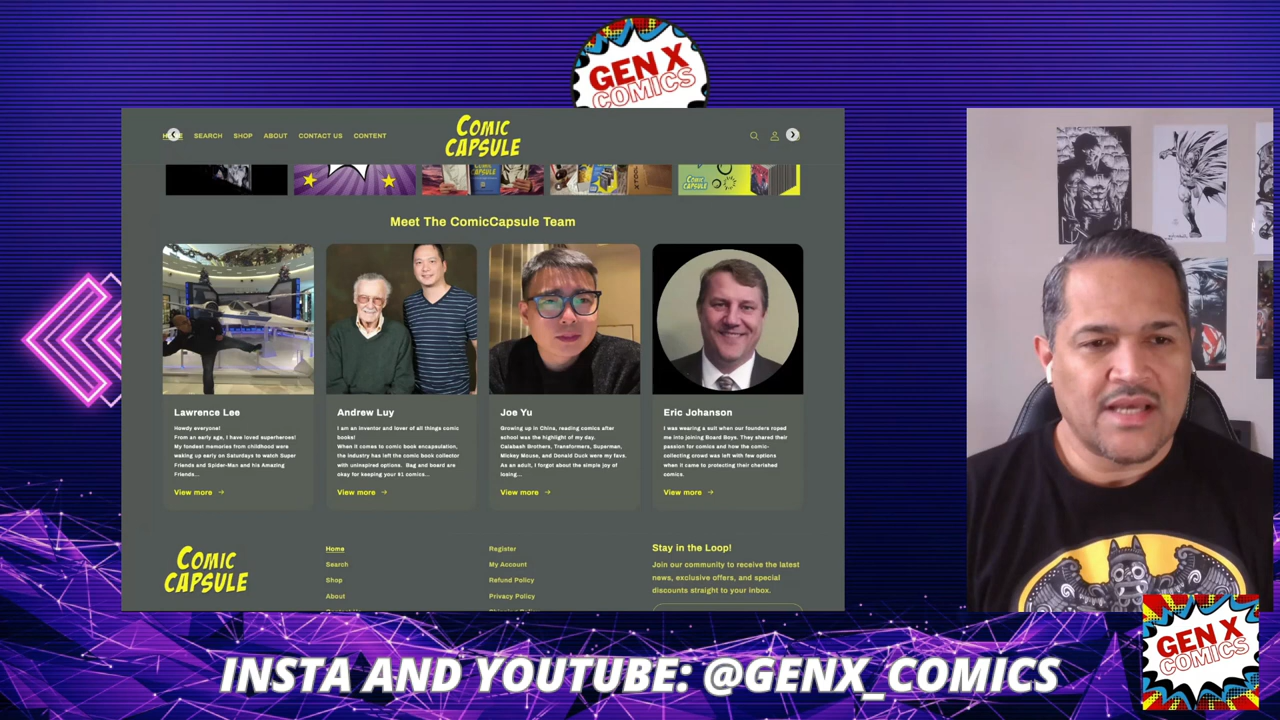 GEN X
COMICS
HOME
SEARCH
SHOP
ABOUT
CONTACT US
CONTENT
COMIC
CAPSULE
Meet The ComicCapsule Team
Lawrence Lee
Howdy everyone!
From an early age, I have loved superheroes!
My fondest memories from childhood were
waking up early on Saturdays to watch Super
Friends and Spider-Man and his Amazing
Friends...
View more →
Andrew Luy
I am an inventor and lover of all things comic
books!
When it comes to comic book encapsulation,
the industry has left the comic book collector
with uninspired options.  Bag and board are
okay for keeping your $1 comics...
View more →
Joe Yu
Growing up in China, reading comics after
school was the highlight of my day.
Calabash Brothers, Transformers, Superman,
Mickey Mouse, and Donald Duck were my favs.
As an adult, I forgot about the simple joy of
losing...
View more →
Eric Johanson
I was wearing a suit when our founders roped
me into joining Board Boys. They shared their
passion for comics and how the comic-
collecting crowd was left with few options
when it came to protecting their cherished
comics.
View more →
COMIC
CAPSULE
Home
Search
Shop
About
Register
My Account
Refund Policy
Privacy Policy
Stay in the Loop!
Join our community to receive the latest
news, exclusive offers, and special
discounts straight to your inbox.
INSTA AND YOUTUBE: @GENX_COMICS
GEN X
COMICS